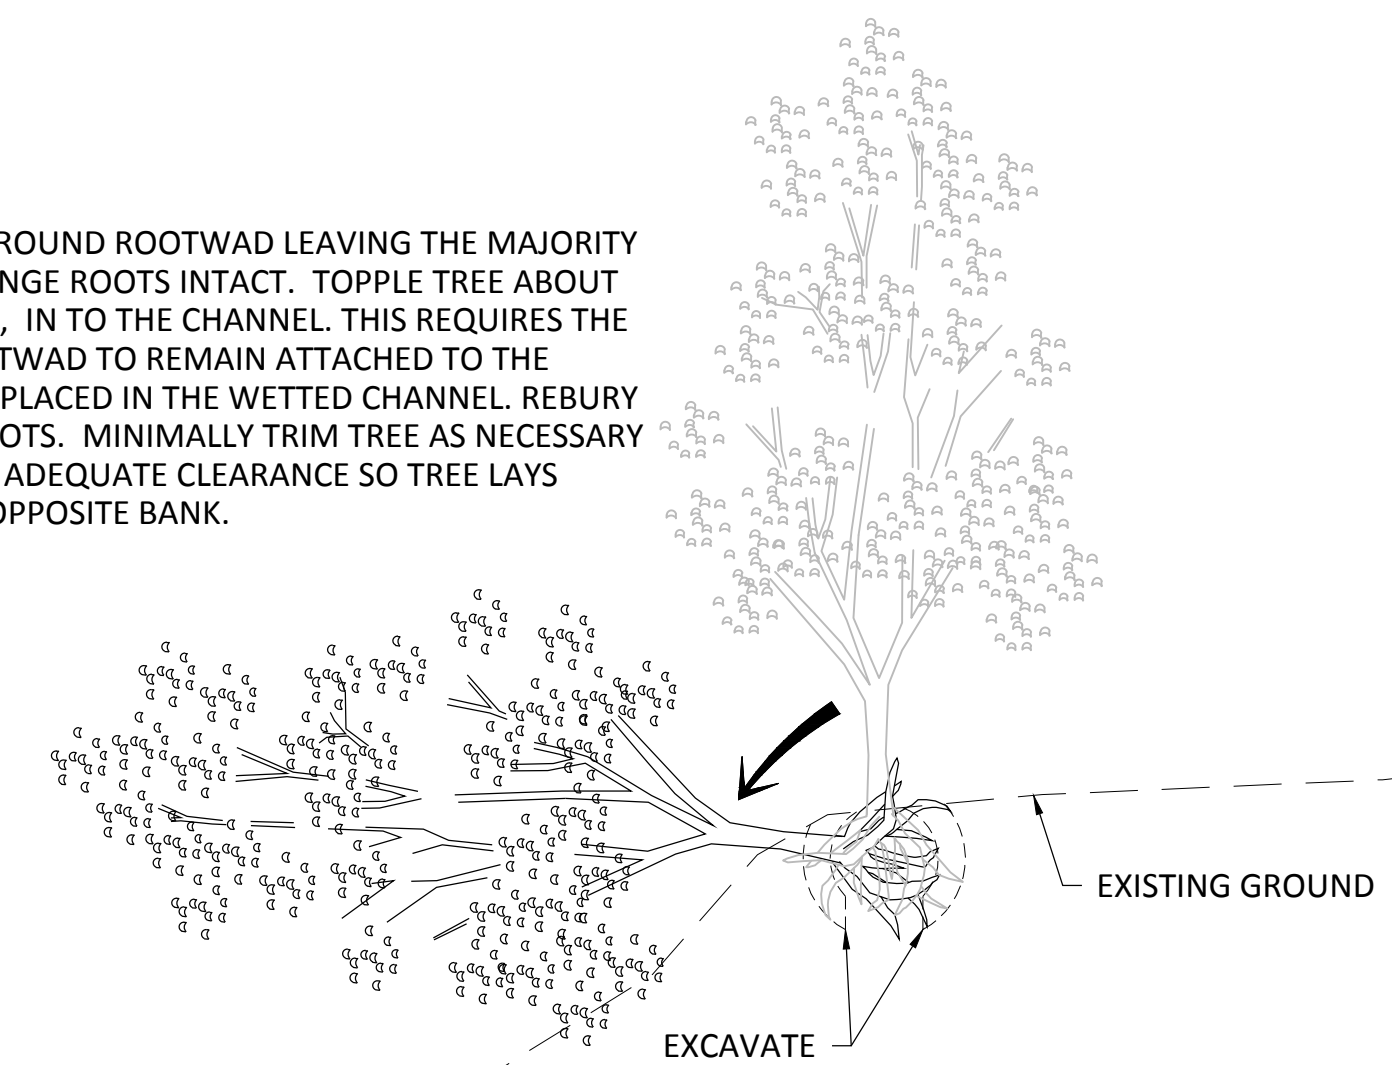 ROUND ROOTWAD LEAVING THE MAJORITY
NGE ROOTS INTACT. TOPPLE TREE ABOUT
, IN TO THE CHANNEL. THIS REQUIRES THE
TWAD TO REMAIN ATTACHED TO THE
PLACED IN THE WETTED CHANNEL. REBURY
OTS. MINIMALLY TRIM TREE AS NECESSARY
ADEQUATE CLEARANCE SO TREE LAYS
OPPOSITE BANK.
EXISTING GROUND
EXCAVATE